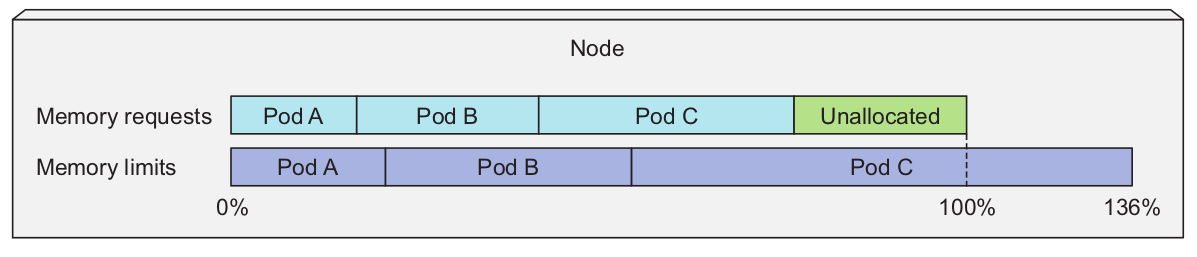 Node
Memory requests Pod A Pod B Pod C Unallocated
Memory limits Pod A Pod B Pod C
0% 100% 136%